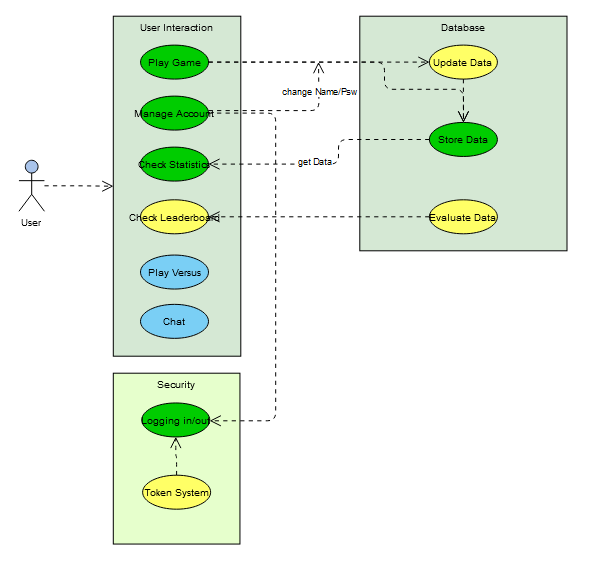 User Interaction
Database
Play Game
Update Data
change Name/Psw
Manage Account
Store Data
Check Statistics
get Data
User
Check Leaderboard
Evaluate Data
Play Versus
Chat
Security
Logging in/out
Token System